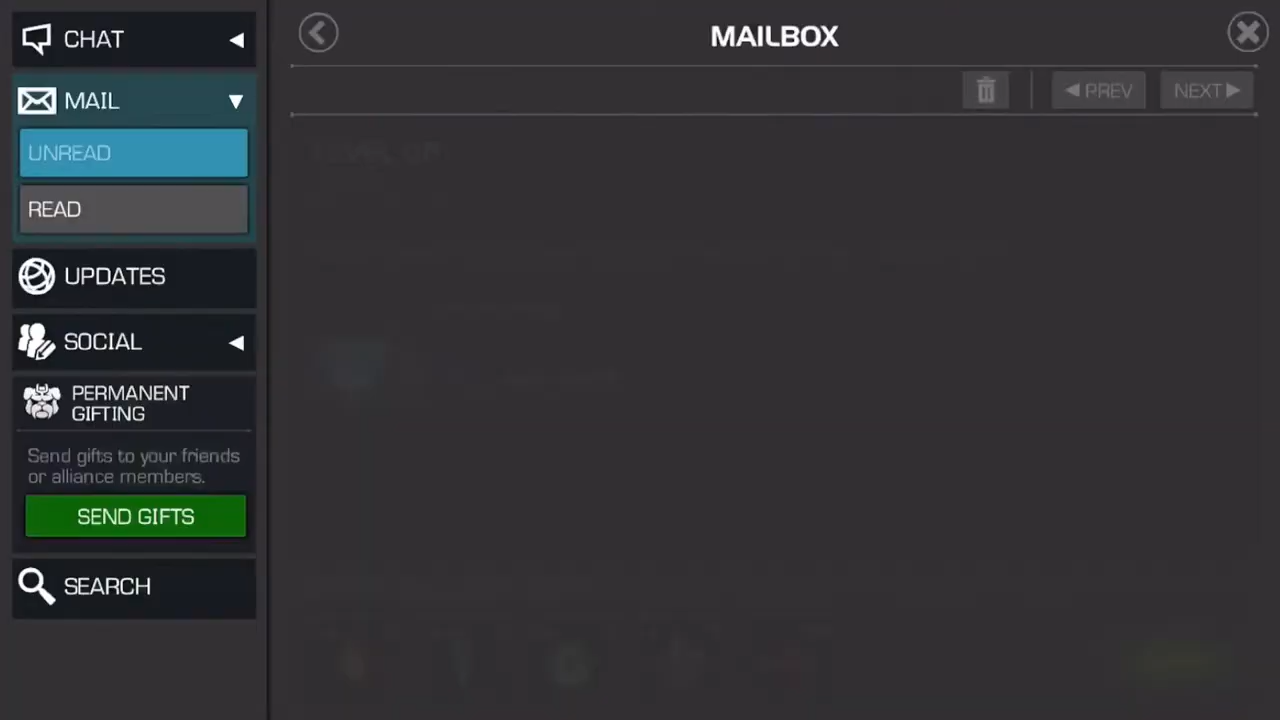 CHAT
MAIL
UNREAD
READ
UPDATES
SOCIAL
PERMANENT
GIFTING
Send gifts to your friends
or alliance members.
SEND GIFTS
SEARCH
MAILBOX
PREV
NEXT